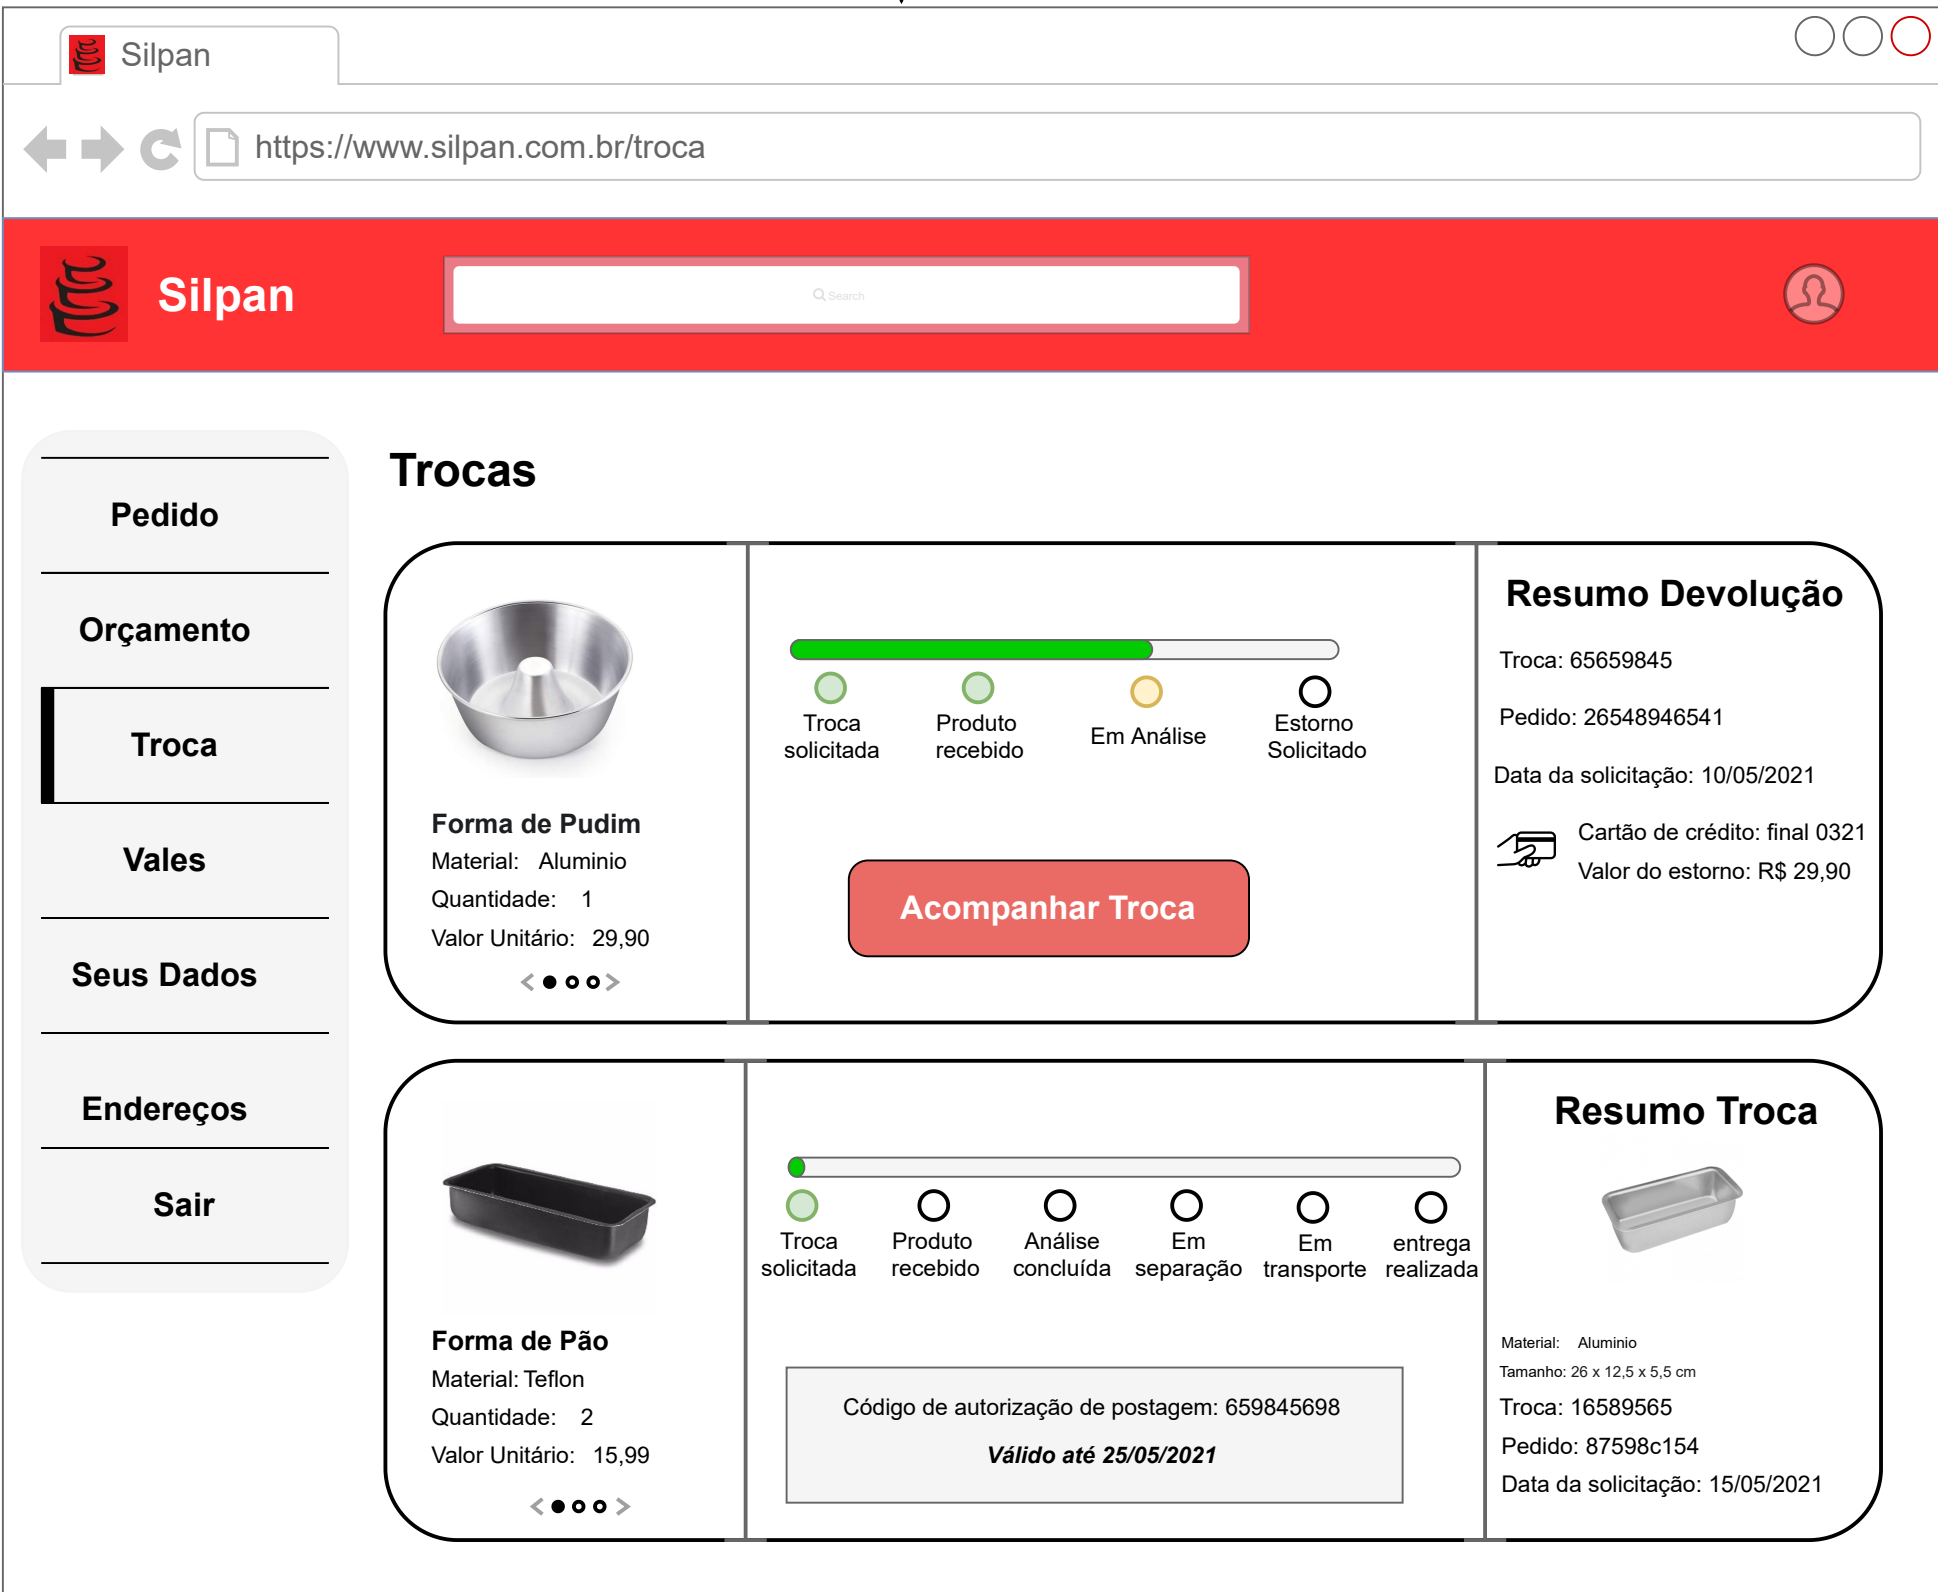 Silpan
https://www.silpan.com.br/troca
Silpan
Search
Pedido
Orçamento
Troca
Vales
Seus Dados
Endereços
Sair
Trocas
Forma de Pudim
Material: Aluminio
Quantidade: 1
Valor Unitário: 29,90
Troca
solicitada
Produto
recebido
Em Análise
Estorno
Solicitado
Acompanhar Troca
Resumo Devolução
Troca: 65659845
Pedido: 26548946541
Data da solicitação: 10/05/2021
Cartão de crédito: final 0321
Valor do estorno: R$ 29,90
Forma de Pão
Material: Teflon
Quantidade: 2
Valor Unitário: 15,99
Troca
solicitada
Produto
recebido
Análise
concluída
Em
separação
Em
transporte
entrega
realizada
Código de autorização de postagem: 659845698
Válido até 25/05/2021
Resumo Troca
Material: Aluminio
Tamanho: 26 x 12,5 x 5,5 cm
Troca: 16589565
Pedido: 87598c154
Data da solicitação: 15/05/2021